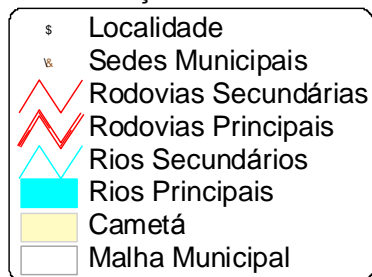 $ Localidade
\& Sedes Municipais
Rodovias Secundárias
Rodovias Principais
Rios Secundários
Rios Principais
Cametá
Malha Municipal